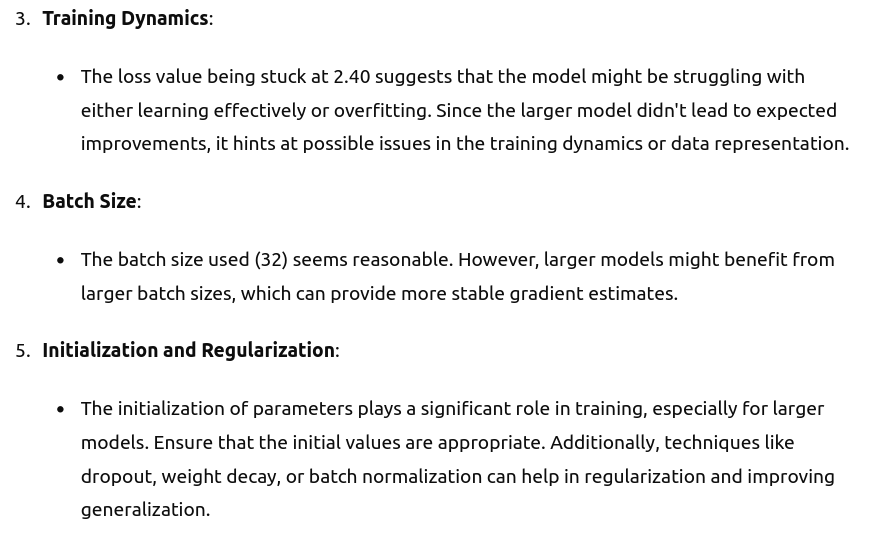 3. Training Dynamics:
• The loss value being stuck at 2.40 suggests that the model might be struggling with
either learning effectively or overfitting. Since the larger model didn't lead to expected
improvements, it hints at possible issues in the training dynamics or data representation.
4. Batch Size:
• The batch size used (32) seems reasonable. However, larger models might benefit from
larger batch sizes, which can provide more stable gradient estimates.
5. Initialization and Regularization:
• The initialization of parameters plays a significant role in training, especially for larger
models. Ensure that the initial values are appropriate. Additionally, techniques like
dropout, weight decay, or batch normalization can help in regularization and improving
generalization.